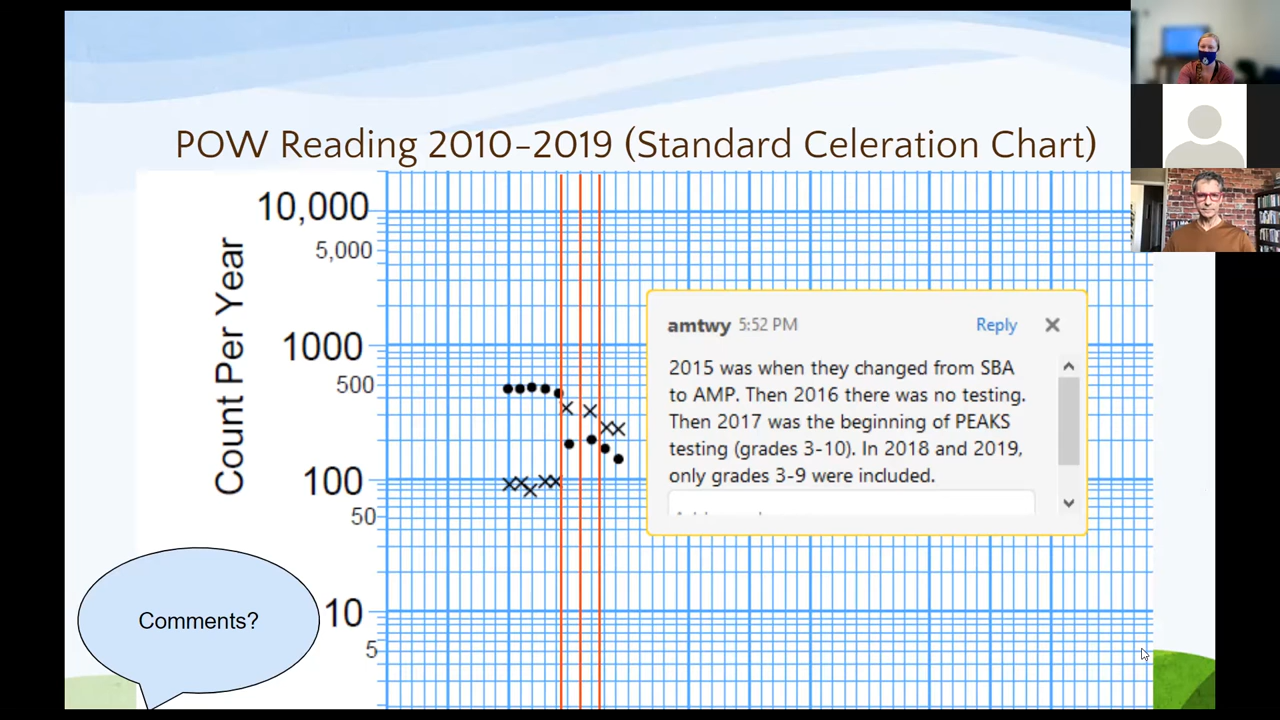 POW Reading 2010-2019 (Standard Celeration Chart)
Count Per Year
10,000
5,000
1000
500
100
50
10
5
amtwy 5:52 PM Reply
2015 was when they changed from SBA
to AMP. Then 2016 there was no testing.
Then 2017 was the beginning of PEAKS
testing (grades 3-10). In 2018 and 2019,
only grades 3-9 were included.
Comments?